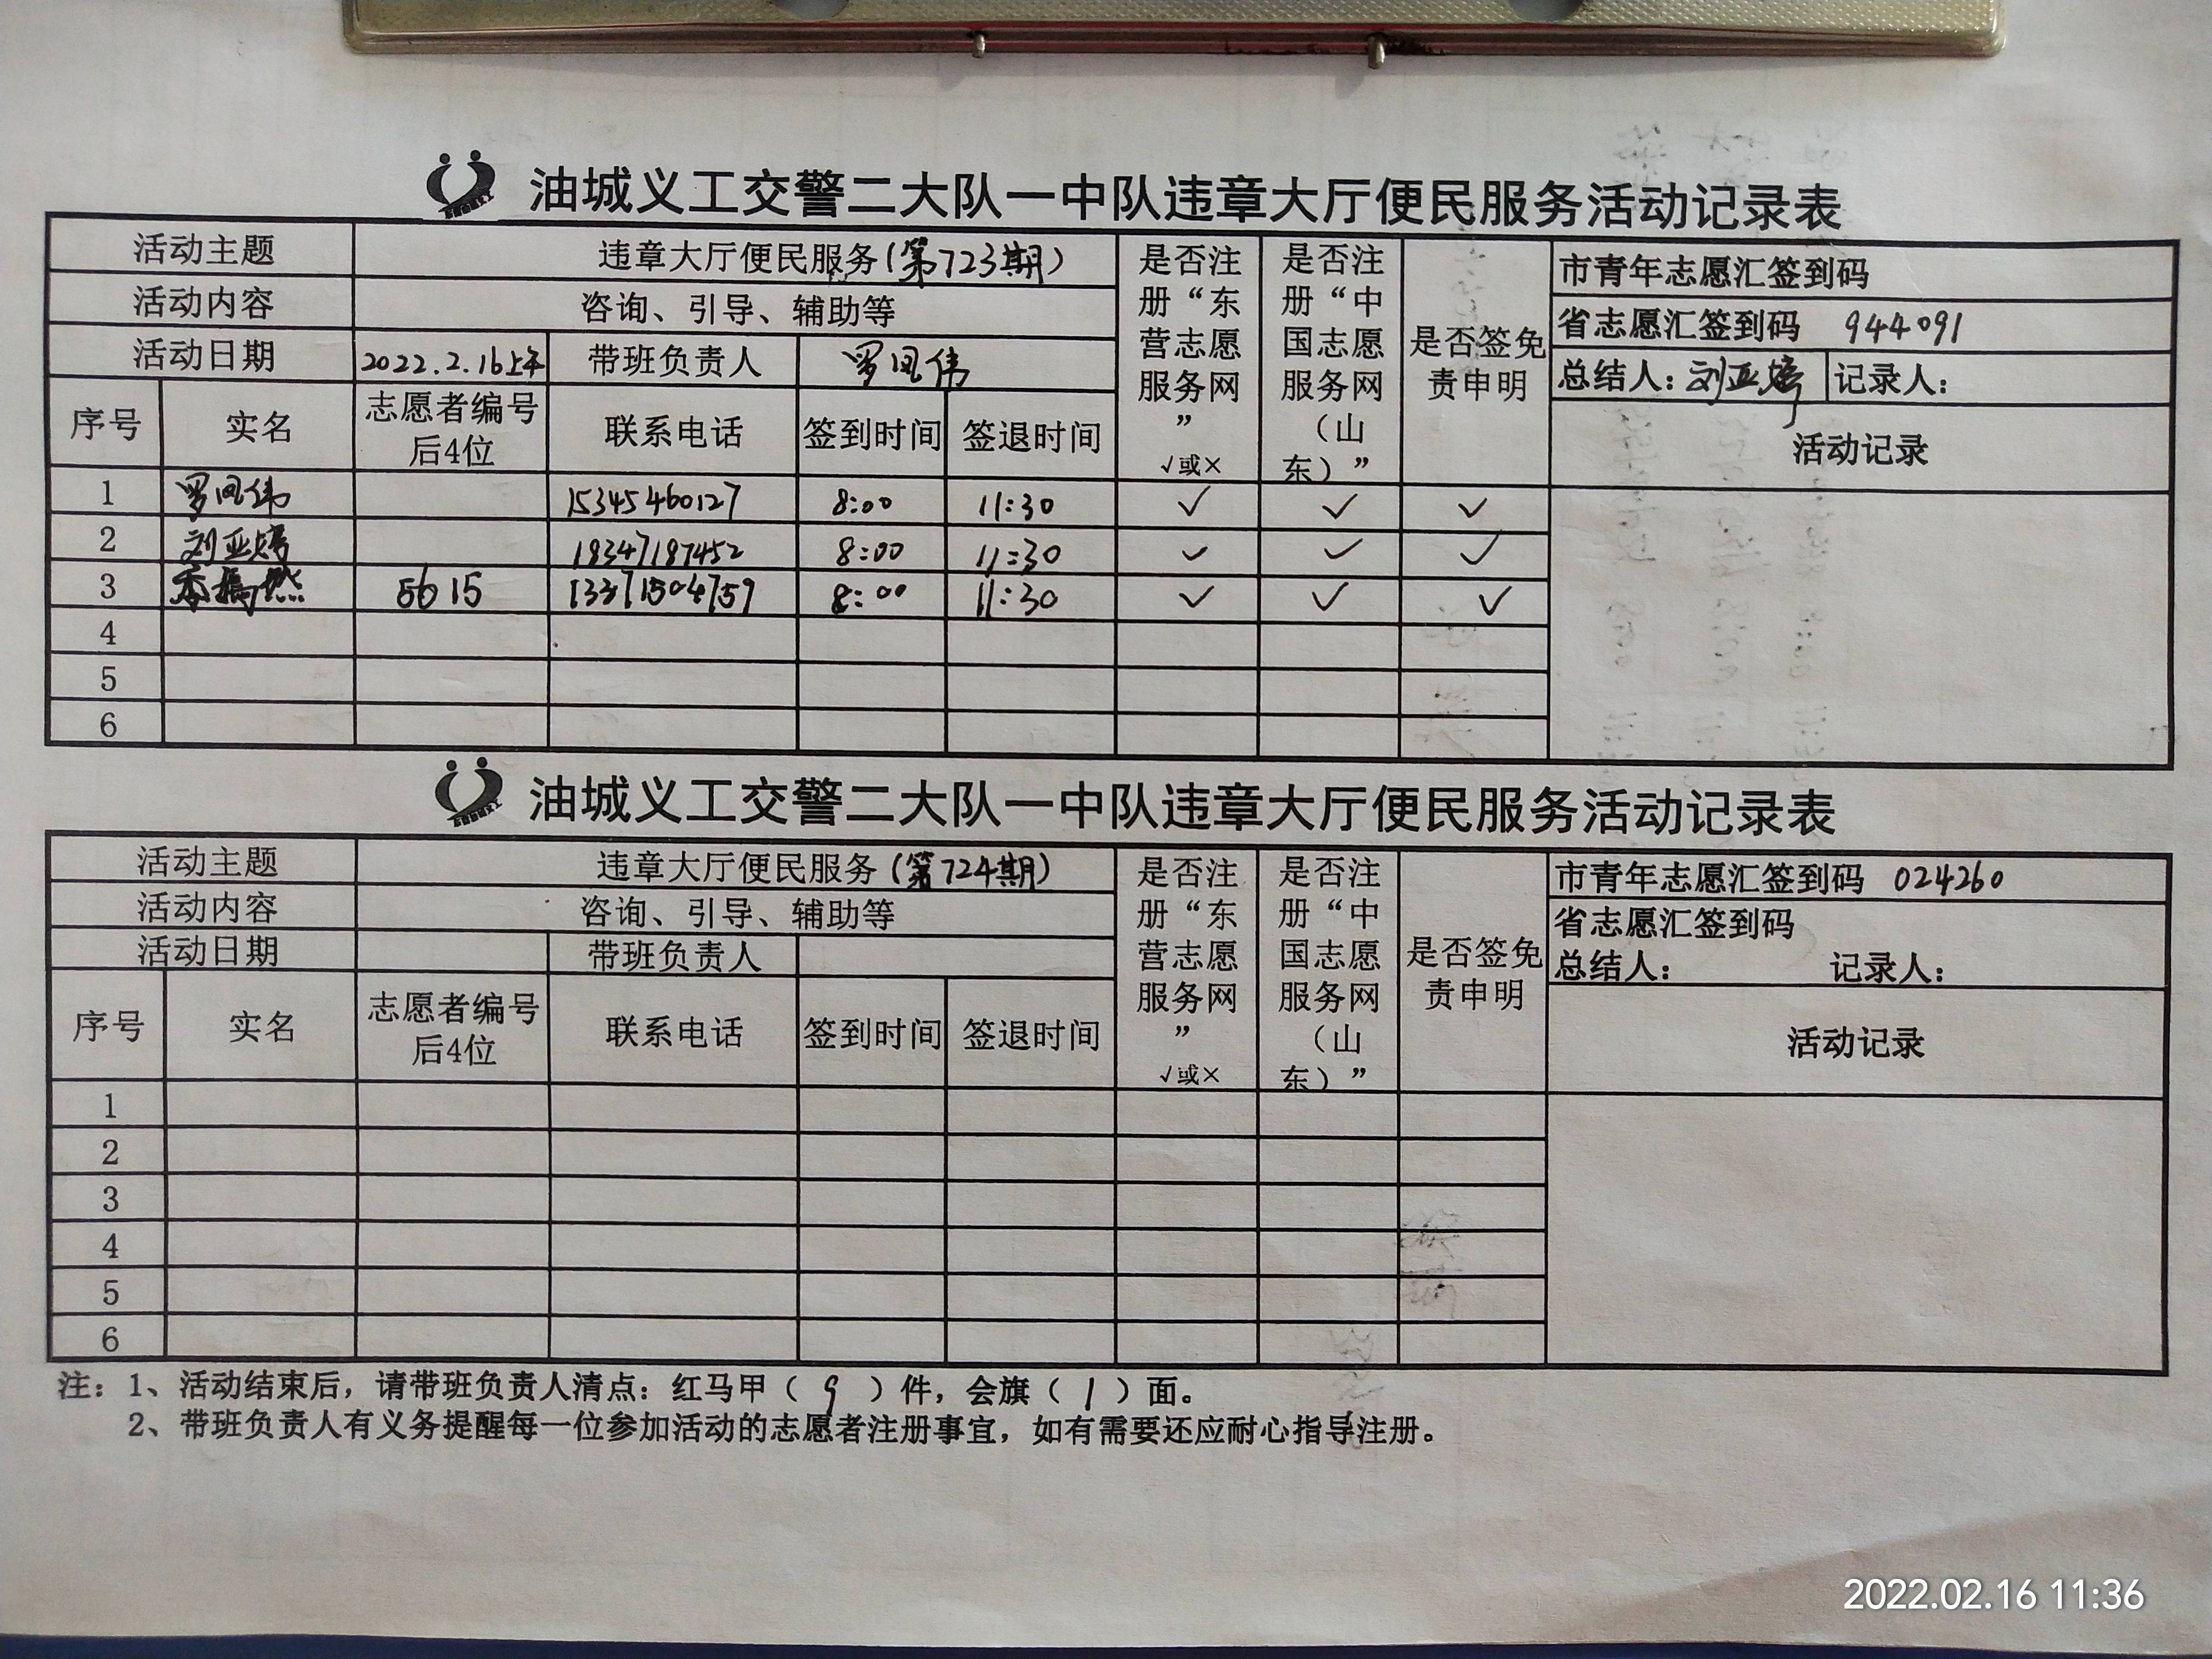 油城义工交警二大队一中队违章大厅便民服务活动记录表
活动主题 违章大厅便民服务(第723期) 是否注册“东营志愿服务网” √或× 是否注册“中国志愿服务网（山东）” 是否签免责申明 市青年志愿汇签到码
活动内容 咨询、引导、辅助等 省志愿汇签到码 944091
活动日期 2022.2.16上午 带班负责人 罗凤伟 总结人：刘亚婷 记录人：
序号 实名 志愿者编号后4位 联系电话 签到时间 签退时间 活动记录
1 罗凤伟 15345460127 8:00 11:30 ✓ ✓ ✓
2 刘亚婷 18347187452 8:00 11:30 ✓ ✓ ✓
3 5615 13371504759 8:00 11:30 ✓ ✓ ✓
4
5
6
油城义工交警二大队一中队违章大厅便民服务活动记录表
活动主题 违章大厅便民服务(第724期) 是否注册“东营志愿服务网” √或× 是否注册“中国志愿服务网（山东）” 是否签免责申明 市青年志愿汇签到码 024260
活动内容 咨询、引导、辅助等 省志愿汇签到码
活动日期 带班负责人 总结人： 记录人：
序号 实名 志愿者编号后4位 联系电话 签到时间 签退时间 活动记录
1
2
3
4
5
6
注：1、活动结束后，请带班负责人清点：红马甲（ 9 ）件，会旗（ 1 ）面。
2、带班负责人有义务提醒每一位参加活动的志愿者注册事宜，如有需要还应耐心指导注册。
2022.02.16 11:36